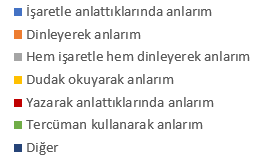 İşaretle anlattıklarında anlarım
Dinleyerek anlarım
Hem işaretle hem dinleyerek anlarım
Dudak okuyarak anlarım
Yazarak anlattıklarında anlarım
Tercüman kullanarak anlarım
Diğer